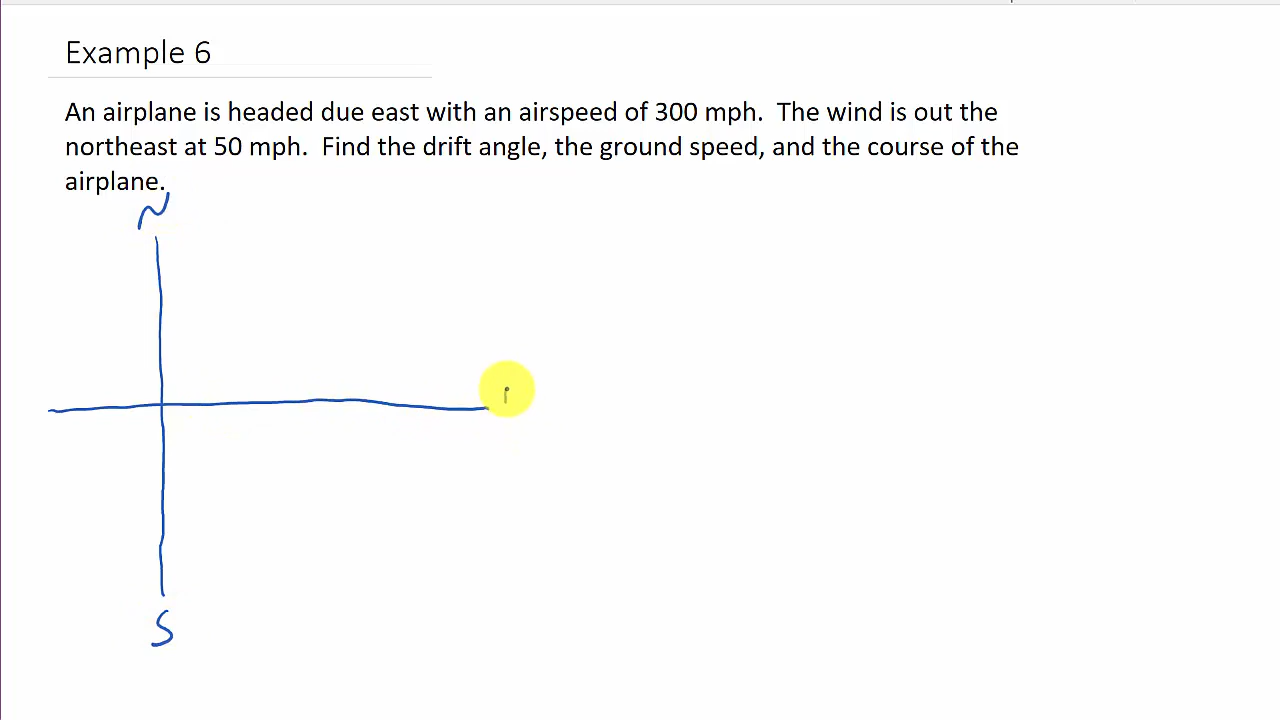 Example 6
An airplane is headed due east with an airspeed of 300 mph. The wind is out the
northeast at 50 mph. Find the drift angle, the ground speed, and the course of the
airplane.
N
S